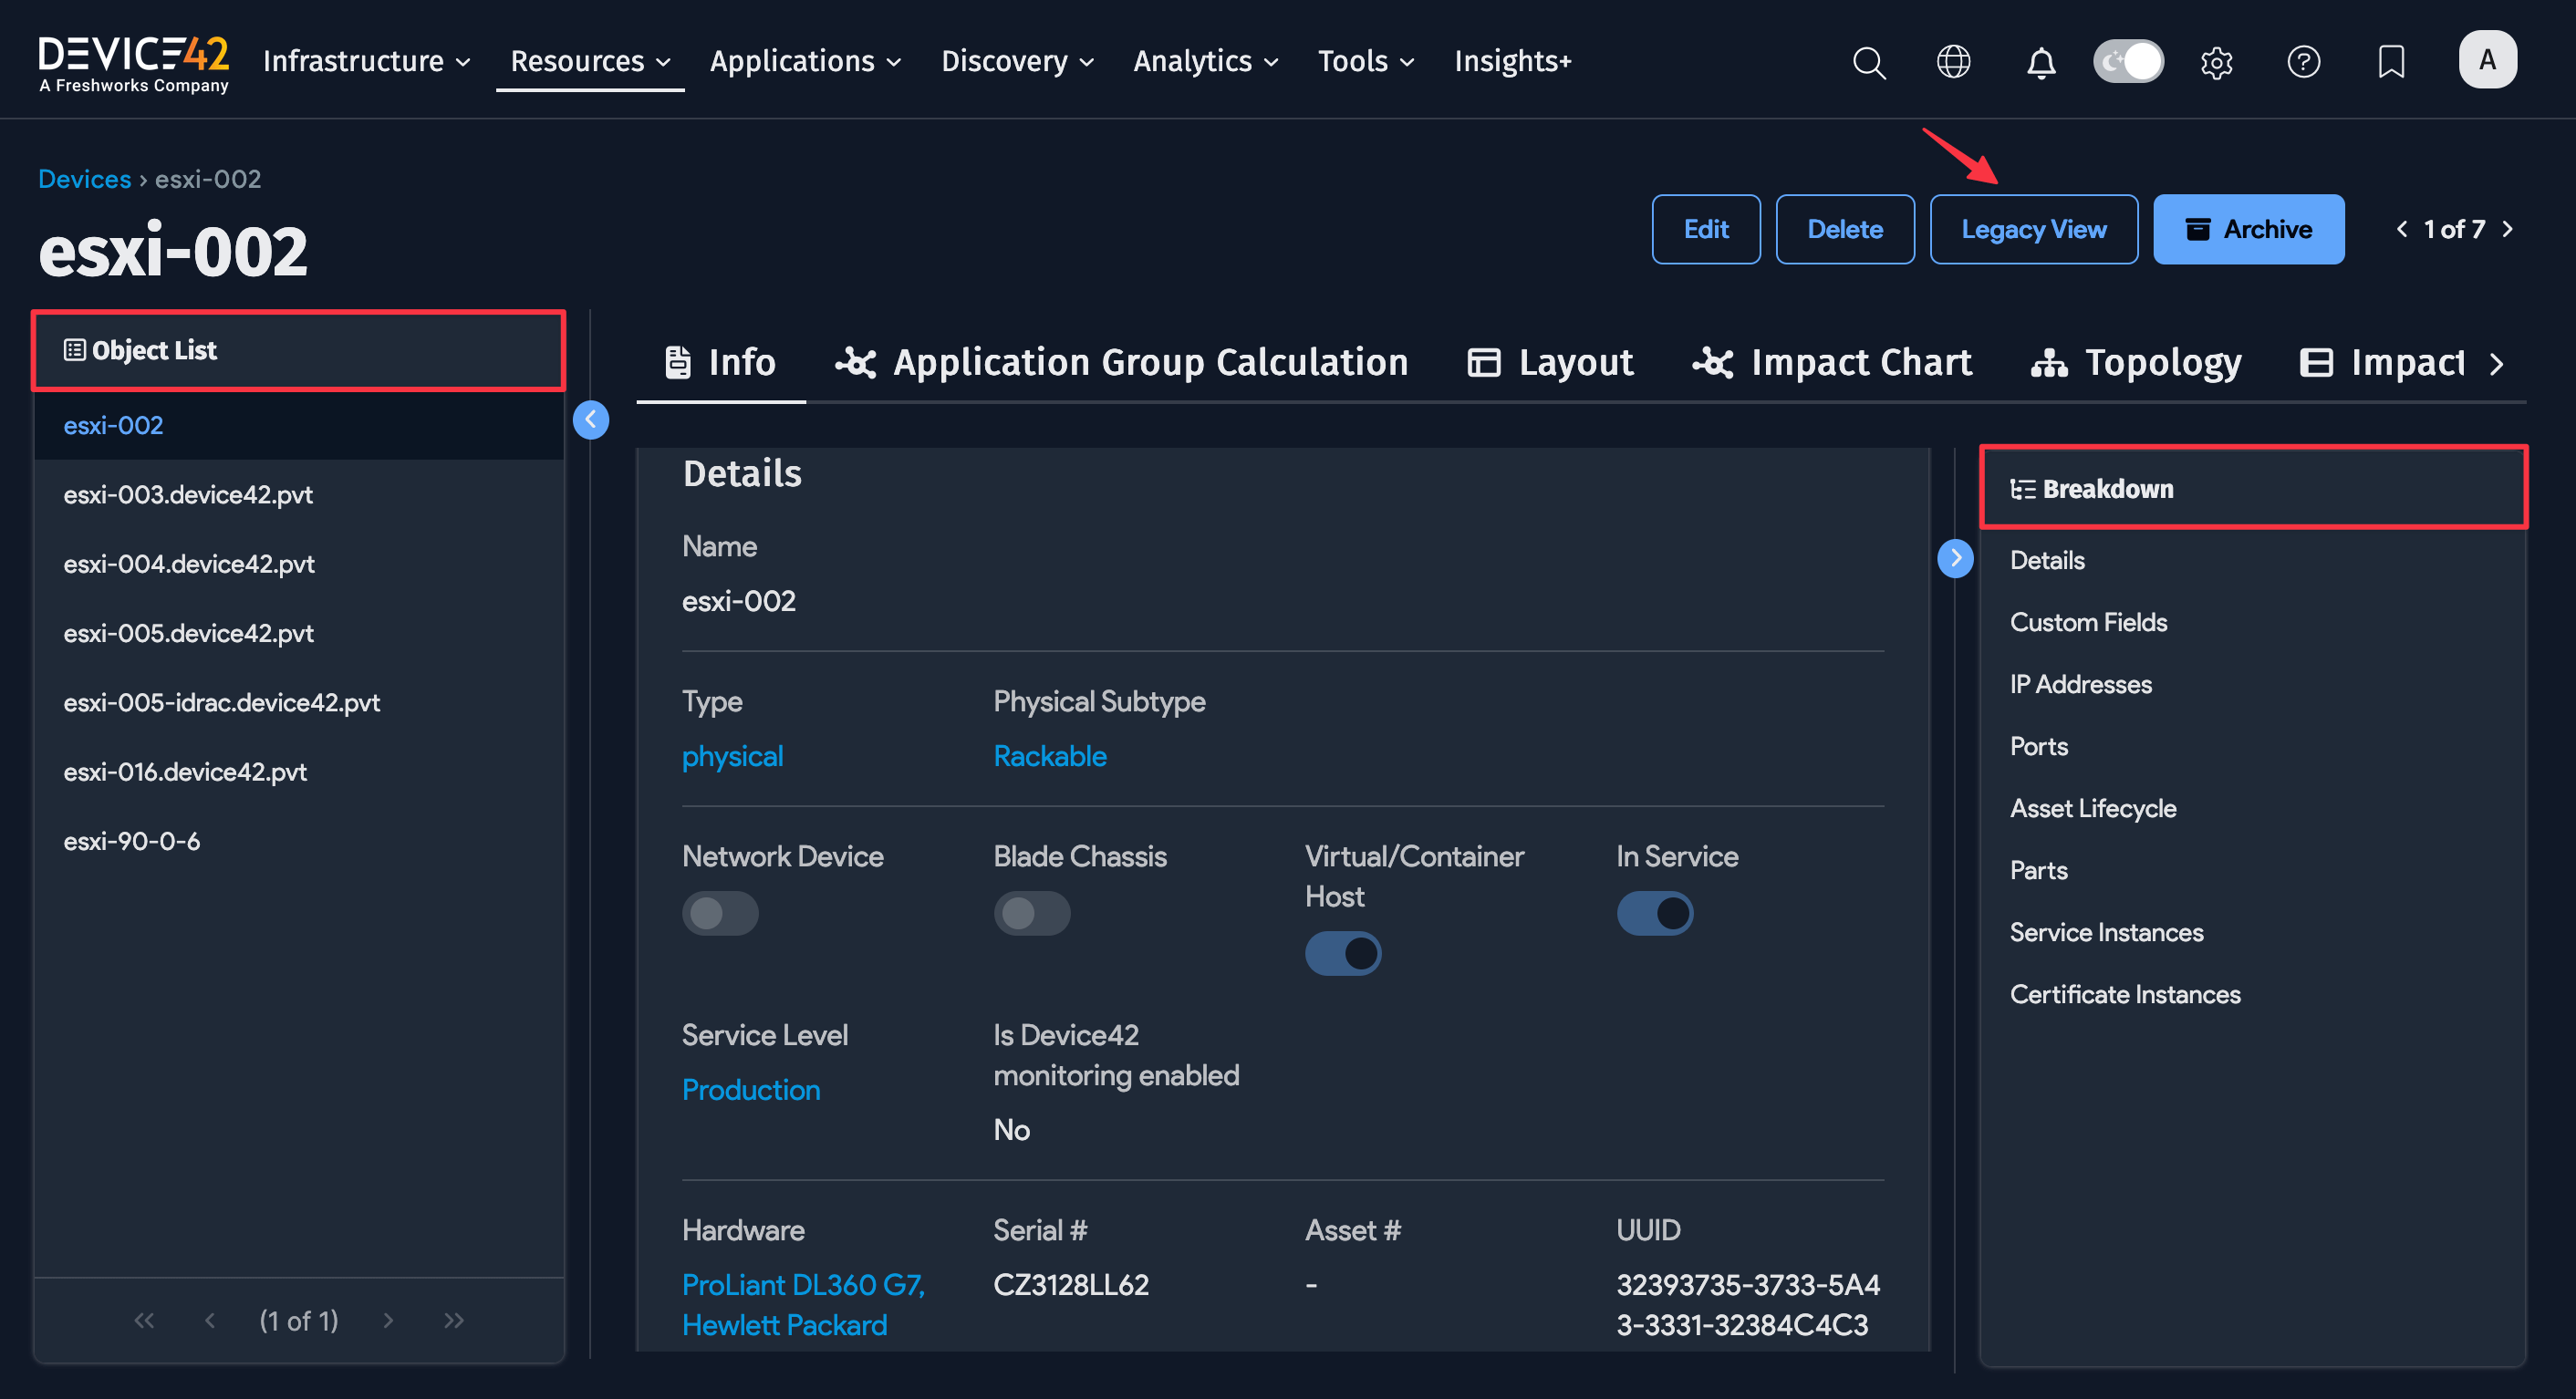 DEVICE42
A Freshworks Company
Infrastructure
Resources
Applications
Discovery
Analytics
Tools
Insights+
A
Devices › esxi-002
esxi-002
Edit
Delete
Legacy View
Archive
1 of 7
Object List
esxi-002
esxi-003.device42.pvt
esxi-004.device42.pvt
esxi-005.device42.pvt
esxi-005-idrac.device42.pvt
esxi-016.device42.pvt
esxi-90-0-6
(1 of 1)
Info
Application Group Calculation
Layout
Impact Chart
Topology
Impact
Details
Name
esxi-002
Type
Physical Subtype
physical
Rackable
Network Device
Blade Chassis
Virtual/Container
Host
In Service
Service Level
Is Device42
monitoring enabled
Production
No
Hardware
Serial #
Asset #
UUID
ProLiant DL360 G7,
Hewlett Packard
CZ3128LL62
-
32393735-3733-5A4
3-3331-32384C4C3
Breakdown
Details
Custom Fields
IP Addresses
Ports
Asset Lifecycle
Parts
Service Instances
Certificate Instances